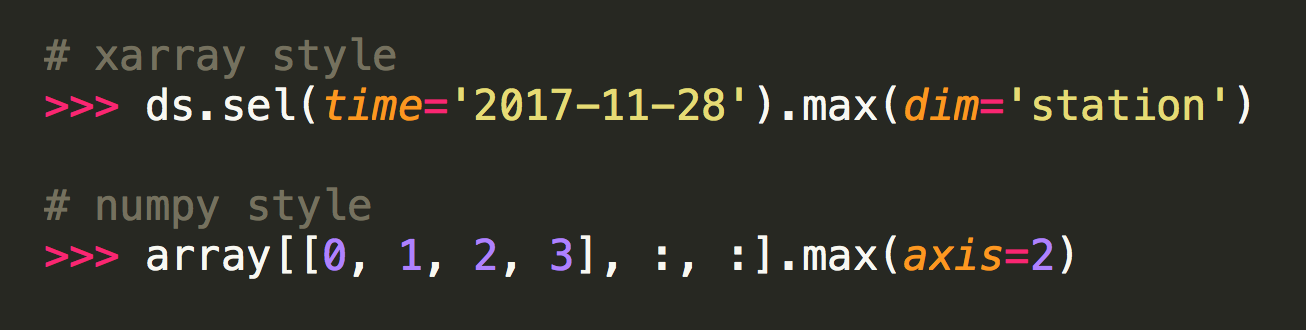 # xarray style
>>> ds.sel(time='2017-11-28').max(dim='station')
# numpy style
>>> array[[0, 1, 2, 3], :, :].max(axis=2)